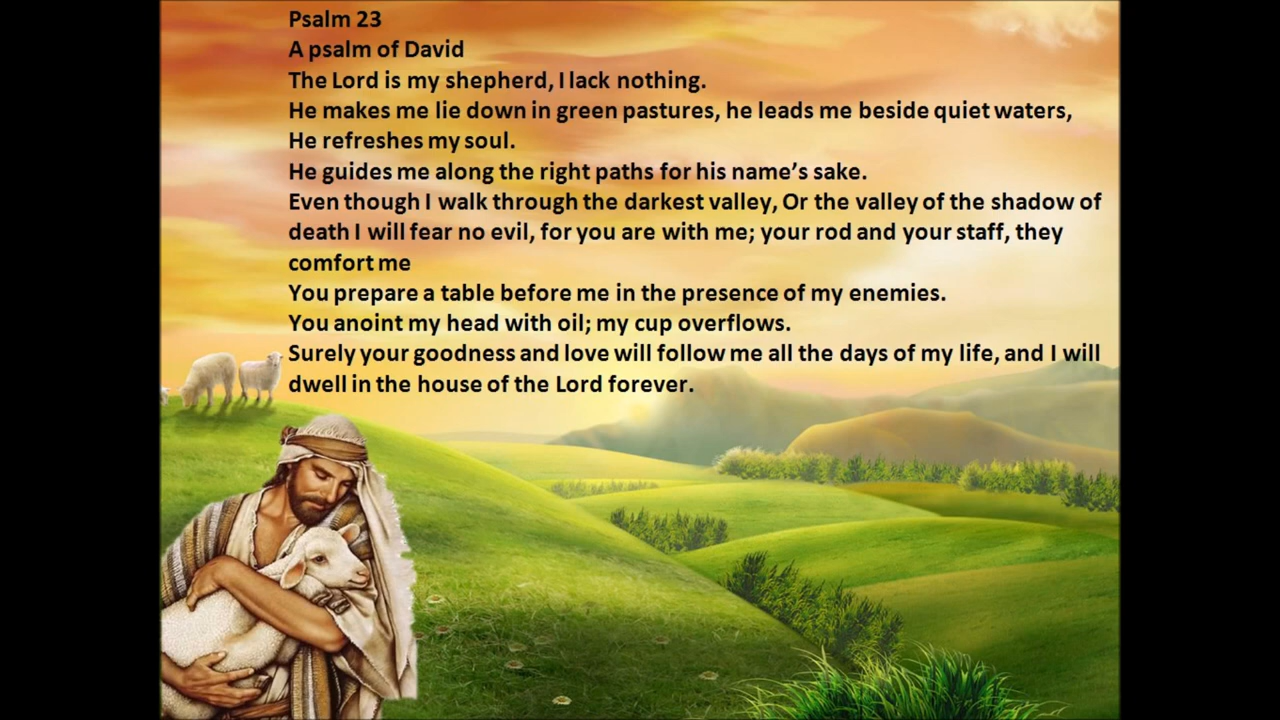 Psalm 23
A psalm of David
The Lord is my shepherd, I lack nothing.
He makes me lie down in green pastures, he leads me beside quiet waters,
He refreshes my soul.
He guides me along the right paths for his name’s sake.
Even though I walk through the darkest valley, Or the valley of the shadow of
death I will fear no evil, for you are with me; your rod and your staff, they
comfort me
You prepare a table before me in the presence of my enemies.
You anoint my head with oil; my cup overflows.
Surely your goodness and love will follow me all the days of my life, and I will
dwell in the house of the Lord forever.